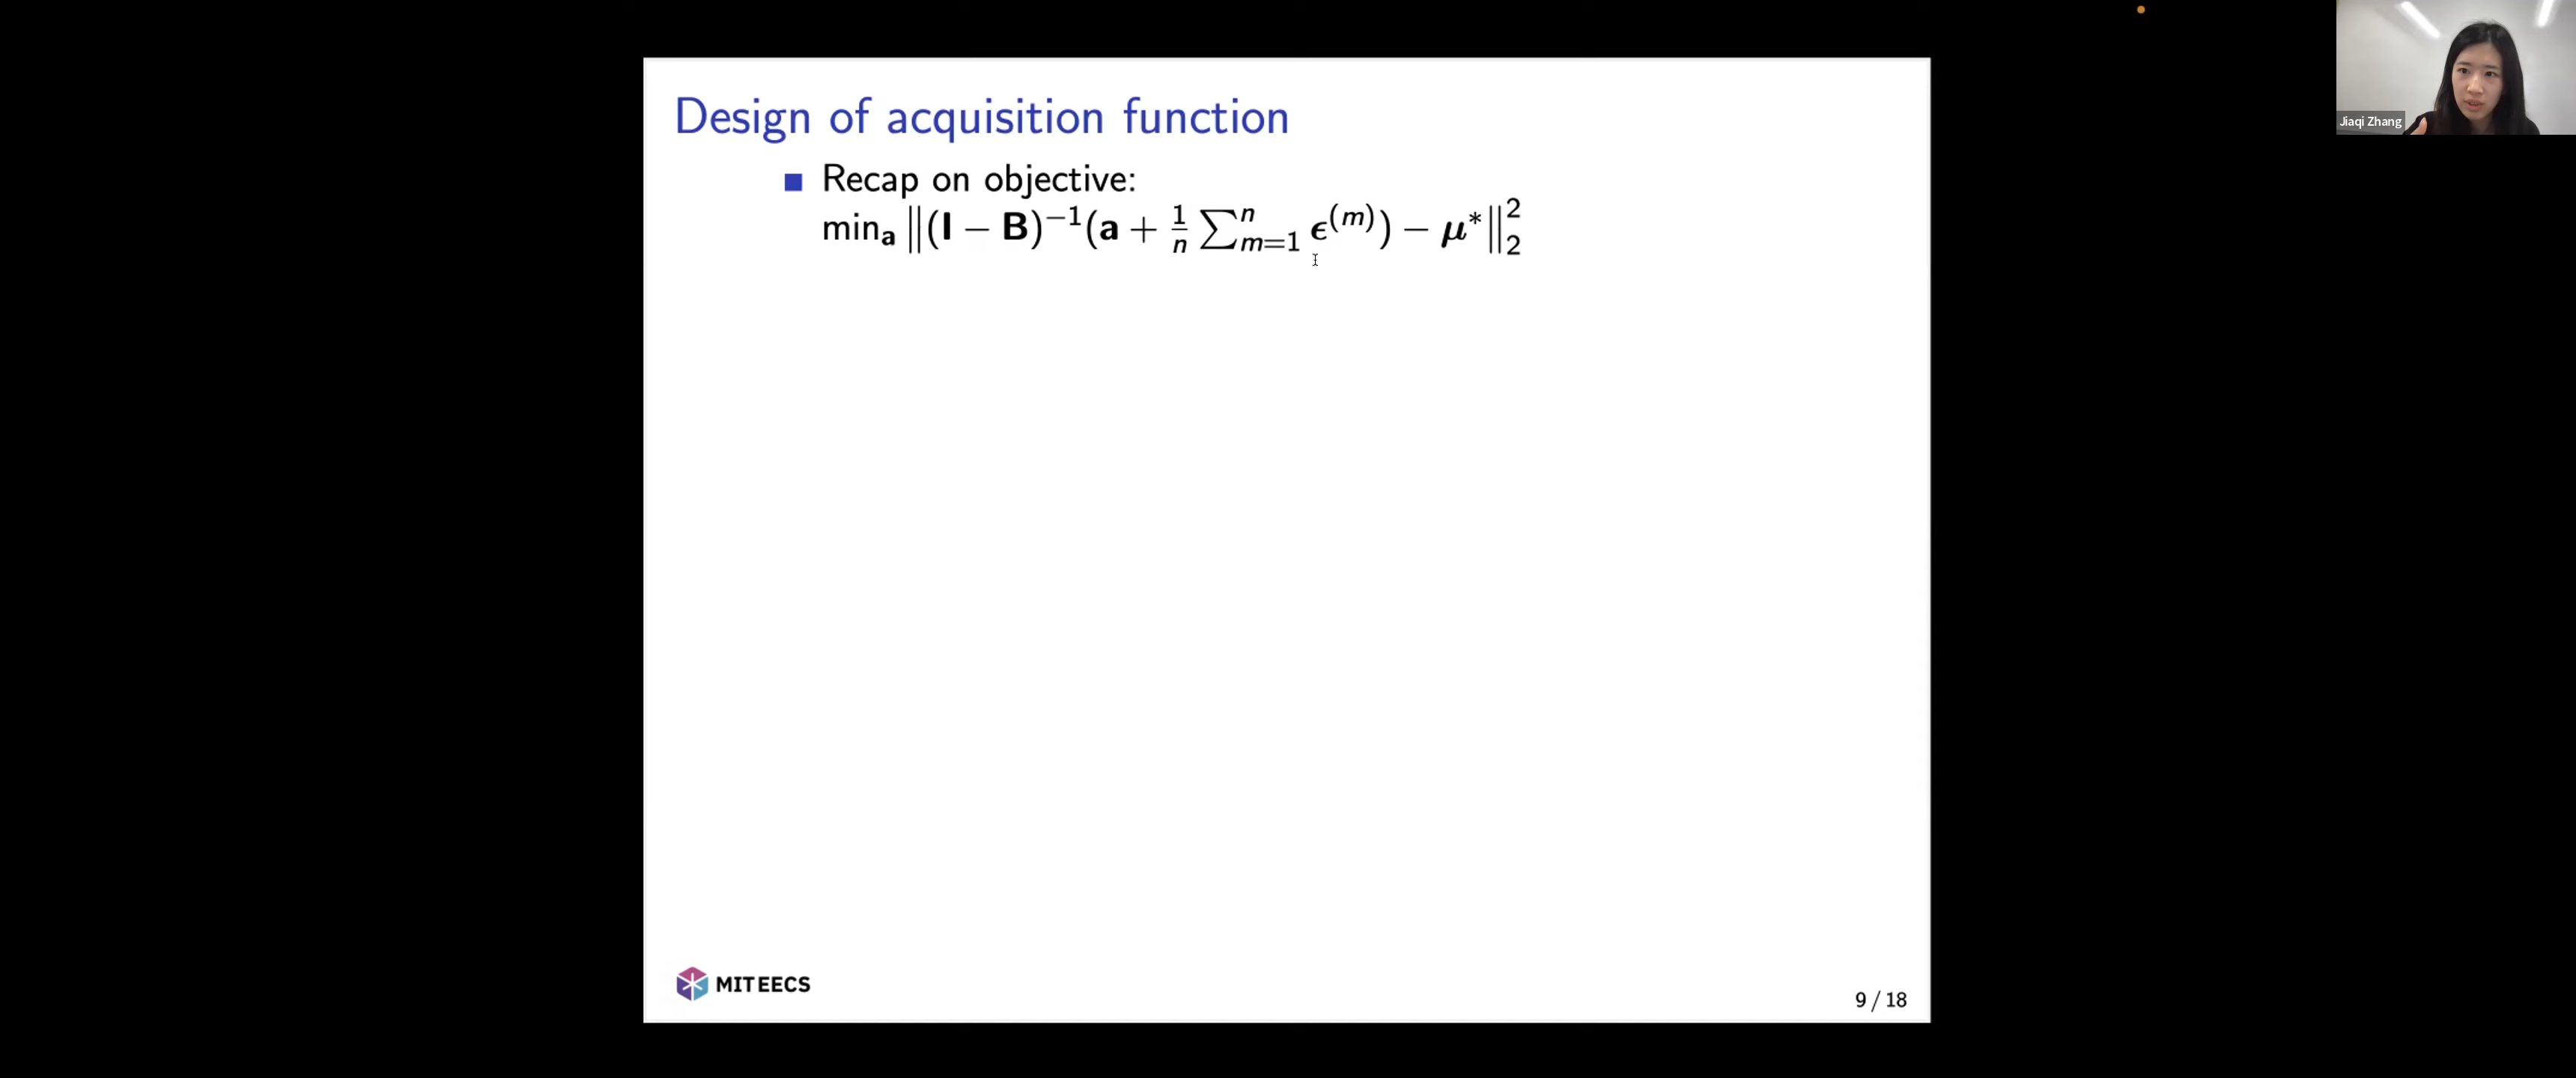 Design of acquisition function
Recap on objective:
min_a ‖(I − B)^{−1}(a + 1/n ∑_{m=1}^{n} ϵ^{(m)}) − μ*‖_2^2
MIT EECS
9 / 18
Jiaqi Zhang